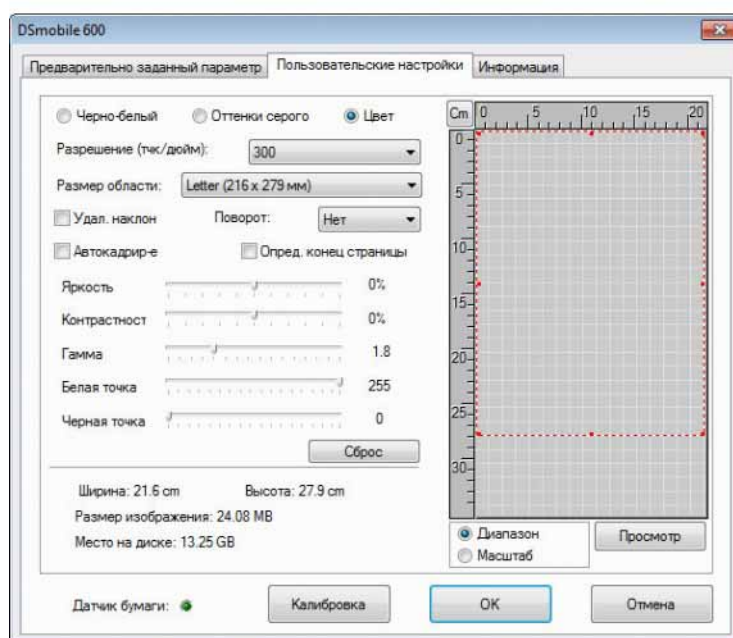 DSmobile 600
Предварительно заданный параметр Пользовательские настройки Информация
Черно-белый Оттенки серого Цвет
Разрешение (тчк/дюйм): 300
Размер области: Letter (216 x 279 мм)
Удал. наклон Поворот: Нет
Автокадрир-е Опред. конец страницы
Яркость 0%
Контрастност 0%
Гамма 1.8
Белая точка 255
Черная точка 0
Сброс
Ширина: 21.6 cm Высота: 27.9 cm
Размер изображения: 24.08 MB
Место на диске: 13.25 GB
Cm 0 5 10 15 20
0
5
10
15
20
25
30
Диапазон
Масштаб
Просмотр
Датчик бумаги: Калибровка OK Отмена